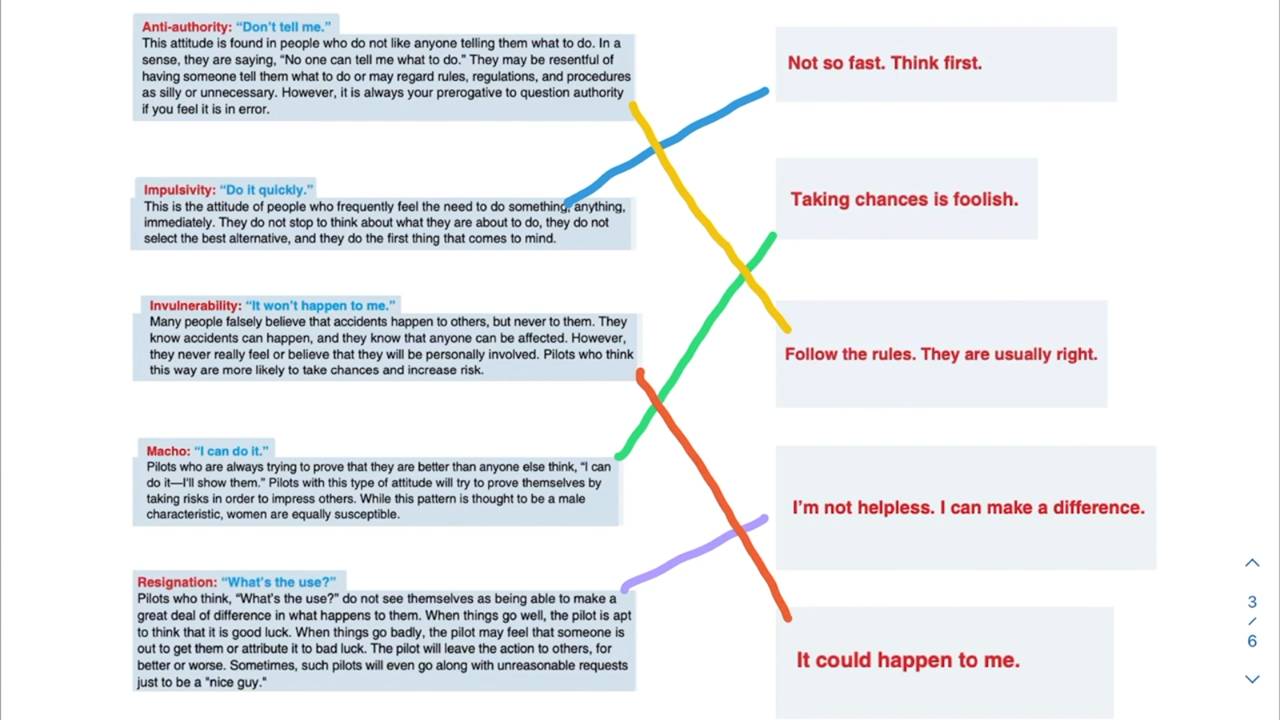 Anti-authority: “Don’t tell me.”
This attitude is found in people who do not like anyone telling them what to do. In a
sense, they are saying, “No one can tell me what to do.” They may be resentful of
having someone tell them what to do or may regard rules, regulations, and procedures
as silly or unnecessary. However, it is always your prerogative to question authority
if you feel it is in error.
Impulsivity: “Do it quickly.”
This is the attitude of people who frequently feel the need to do something, anything,
immediately. They do not stop to think about what they are about to do, they do not
select the best alternative, and they do the first thing that comes to mind.
Invulnerability: “It won’t happen to me.”
Many people falsely believe that accidents happen to others, but never to them. They
know accidents can happen, and they know that anyone can be affected. However,
they never really feel or believe that they will be personally involved. Pilots who think
this way are more likely to take chances and increase risk.
Macho: “I can do it.”
Pilots who are always trying to prove that they are better than anyone else think, “I can
do it—I’ll show them.” Pilots with this type of attitude will try to prove themselves by
taking risks in order to impress others. While this pattern is thought to be a male
characteristic, women are equally susceptible.
Resignation: “What’s the use?”
Pilots who think, “What’s the use?” do not see themselves as being able to make a
great deal of difference in what happens to them. When things go well, the pilot is apt
to think that it is good luck. When things go badly, the pilot may feel that someone is
out to get them or attribute it to bad luck. The pilot will leave the action to others, for
better or worse. Sometimes, such pilots will even go along with unreasonable requests
just to be a "nice guy."
Not so fast. Think first.
Taking chances is foolish.
Follow the rules. They are usually right.
I’m not helpless. I can make a difference.
It could happen to me.
3
/
6